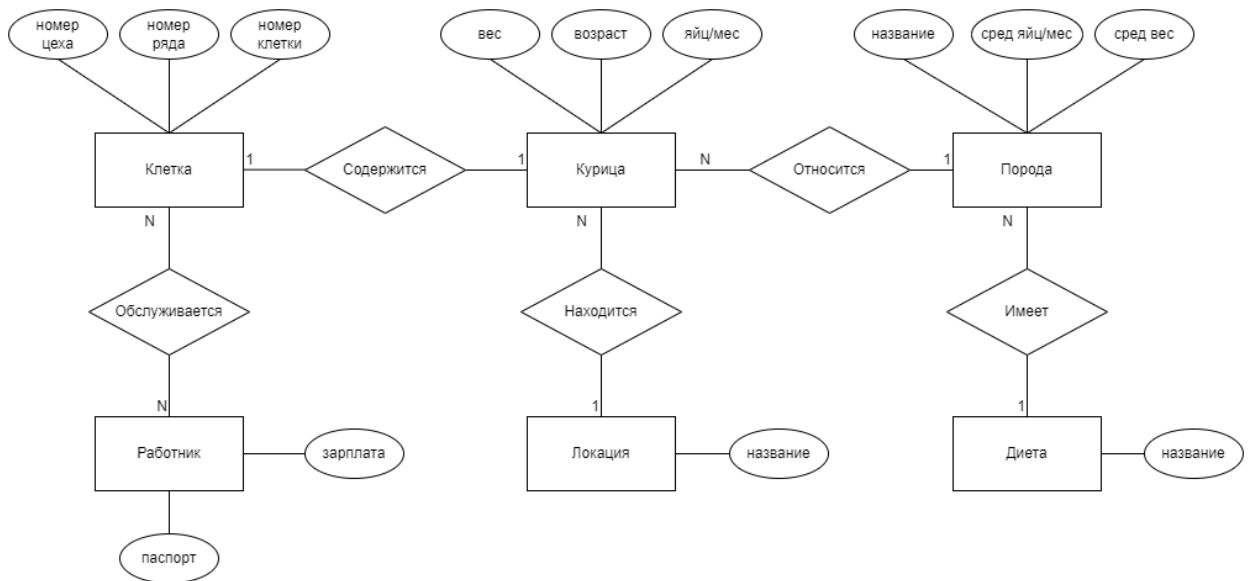 номер
цеха
номер
ряда
номер
клетки
вес
возраст
яйц/мес
название
сред яйц/мес
сред вес
Клетка
1
Содержится
1
Курица
N
Относится
1
Порода
N
N
N
Обслуживается
Находится
Имеет
N
1
1
Работник
зарплата
Локация
название
Диета
название
паспорт